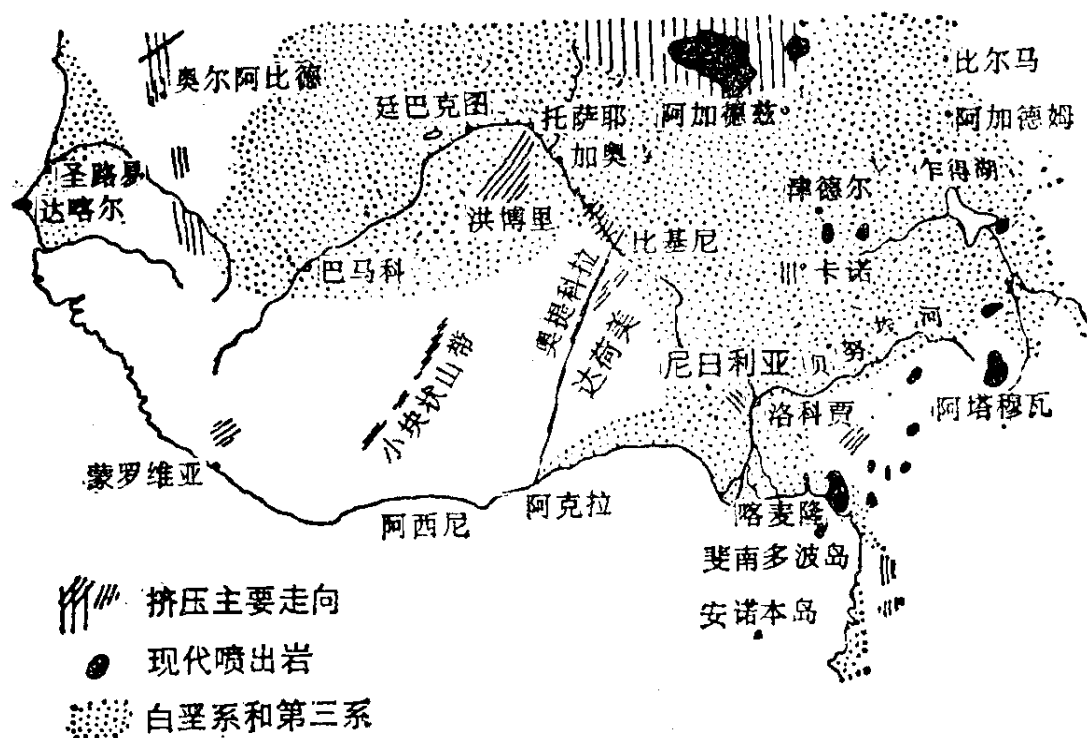 奥尔阿比德
比尔马
廷巴克图
托萨耶
阿加德兹
阿加德姆
加奥
乍得湖
圣路易
达喀尔
津德尔
洪博里
比基尼
巴马科
卡诺
奥提科拉
达荷美
小块状山带
尼日利亚
贝努埃河
洛科贾
阿塔穆瓦
蒙罗维亚
阿西尼
阿克拉
喀麦隆
斐南多波岛
安诺本岛
挤压主要走向
现代喷出岩
白垩系和第三系